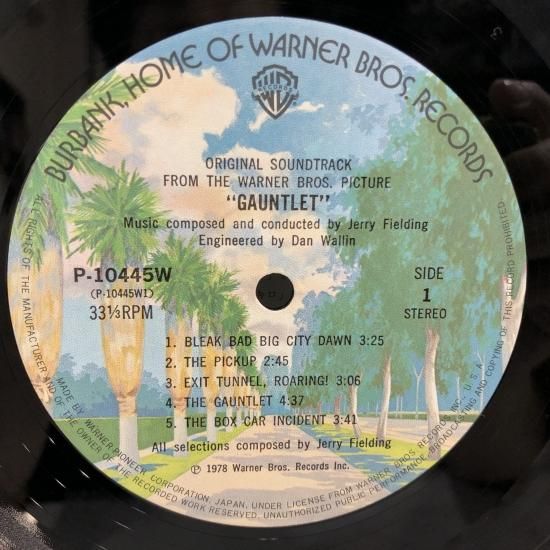 BURBANK, HOME OF WARNER BROS. RECORDS
W
RECORDS
ORIGINAL SOUNDTRACK
FROM THE WARNER BROS. PICTURE
"GAUNTLET"
Music composed and conducted by Jerry Fielding
Engineered by Dan Wallin
P-10445W
(P-10445W1)
33⅓RPM
SIDE
1
STEREO
1. BLEAK BAD BIG CITY DAWN 3:25
2. THE PICKUP 2:45
3. EXIT TUNNEL, ROARING! 3:06
4. THE GAUNTLET 4:37
5. THE BOX CAR INCIDENT 3:41
All selections composed by Jerry Fielding
Ⓟ 1978 Warner Bros. Records Inc.
MADE BY WARNER-PIONEER CORPORATION, JAPAN, UNDER LICENSE FROM WARNER BROS RECORDS INC., U.S.A.
ALL RIGHTS OF THE MANUFACTURER AND OF THE OWNER OF THE RECORDED WORK RESERVED. UNAUTHORIZED PUBLIC PERFORMANCE, BROADCASTING AND COPYING OF THIS RECORD PROHIBITED.